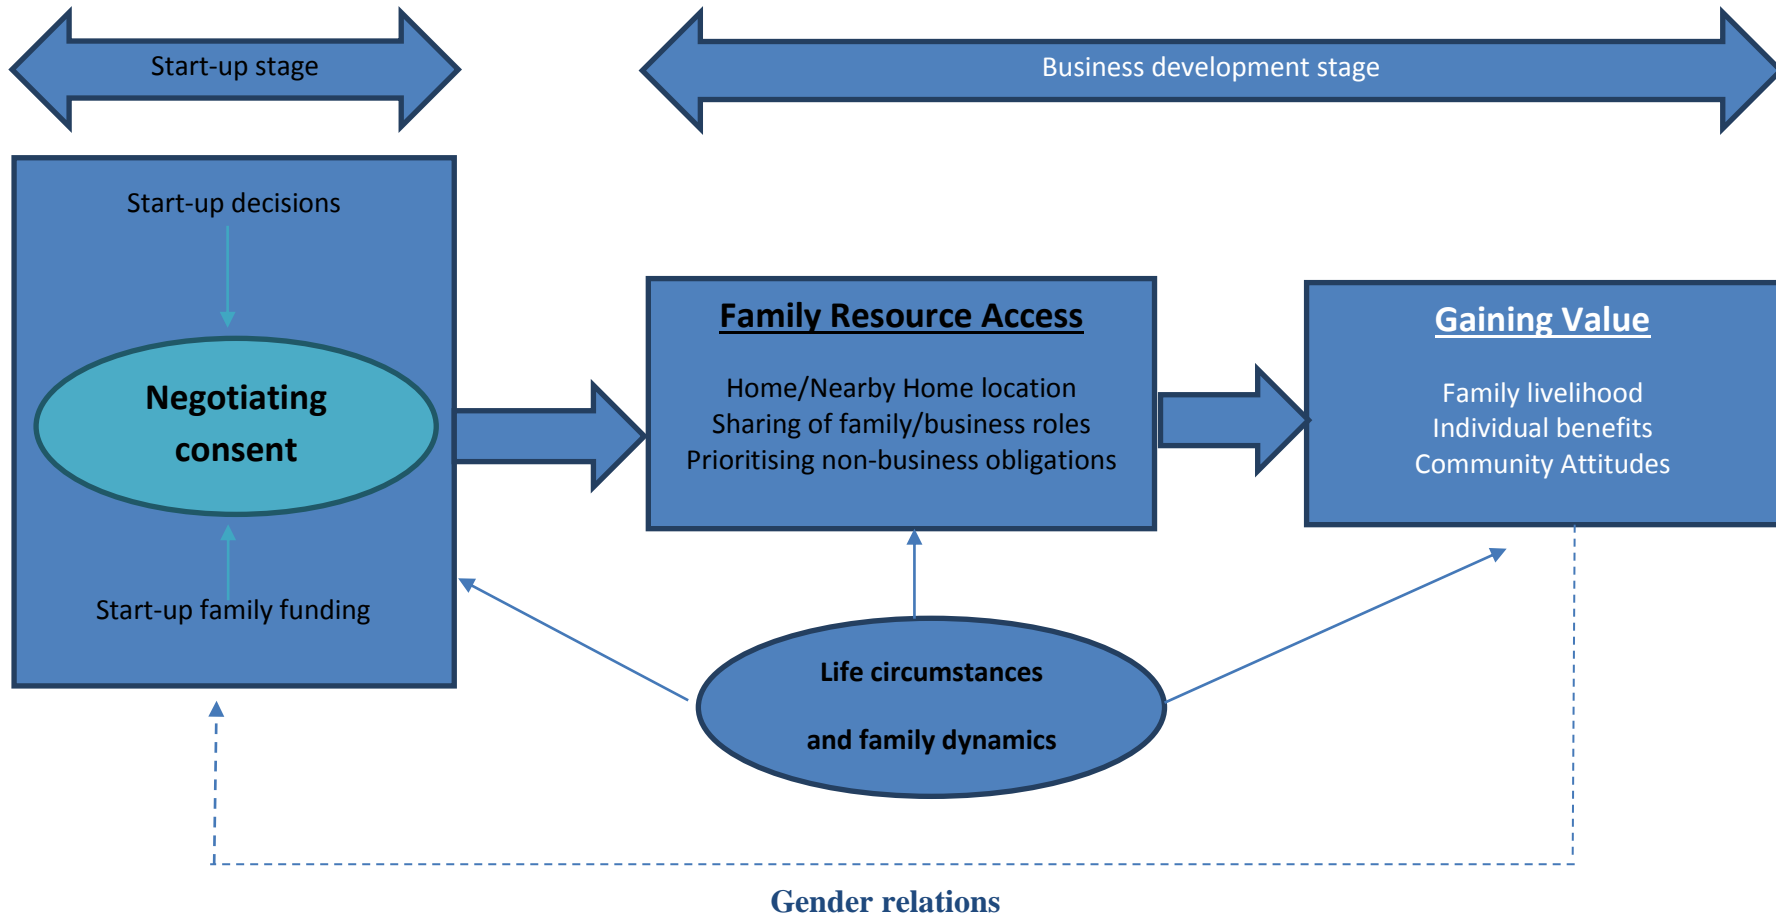 Start-up stage
Business development stage
Start-up decisions
Negotiating
consent
Start-up family funding
Family Resource Access
Home/Nearby Home location
Sharing of family/business roles
Prioritising non-business obligations
Gaining Value
Family livelihood
Individual benefits
Community Attitudes
Life circumstances
and family dynamics
Gender relations